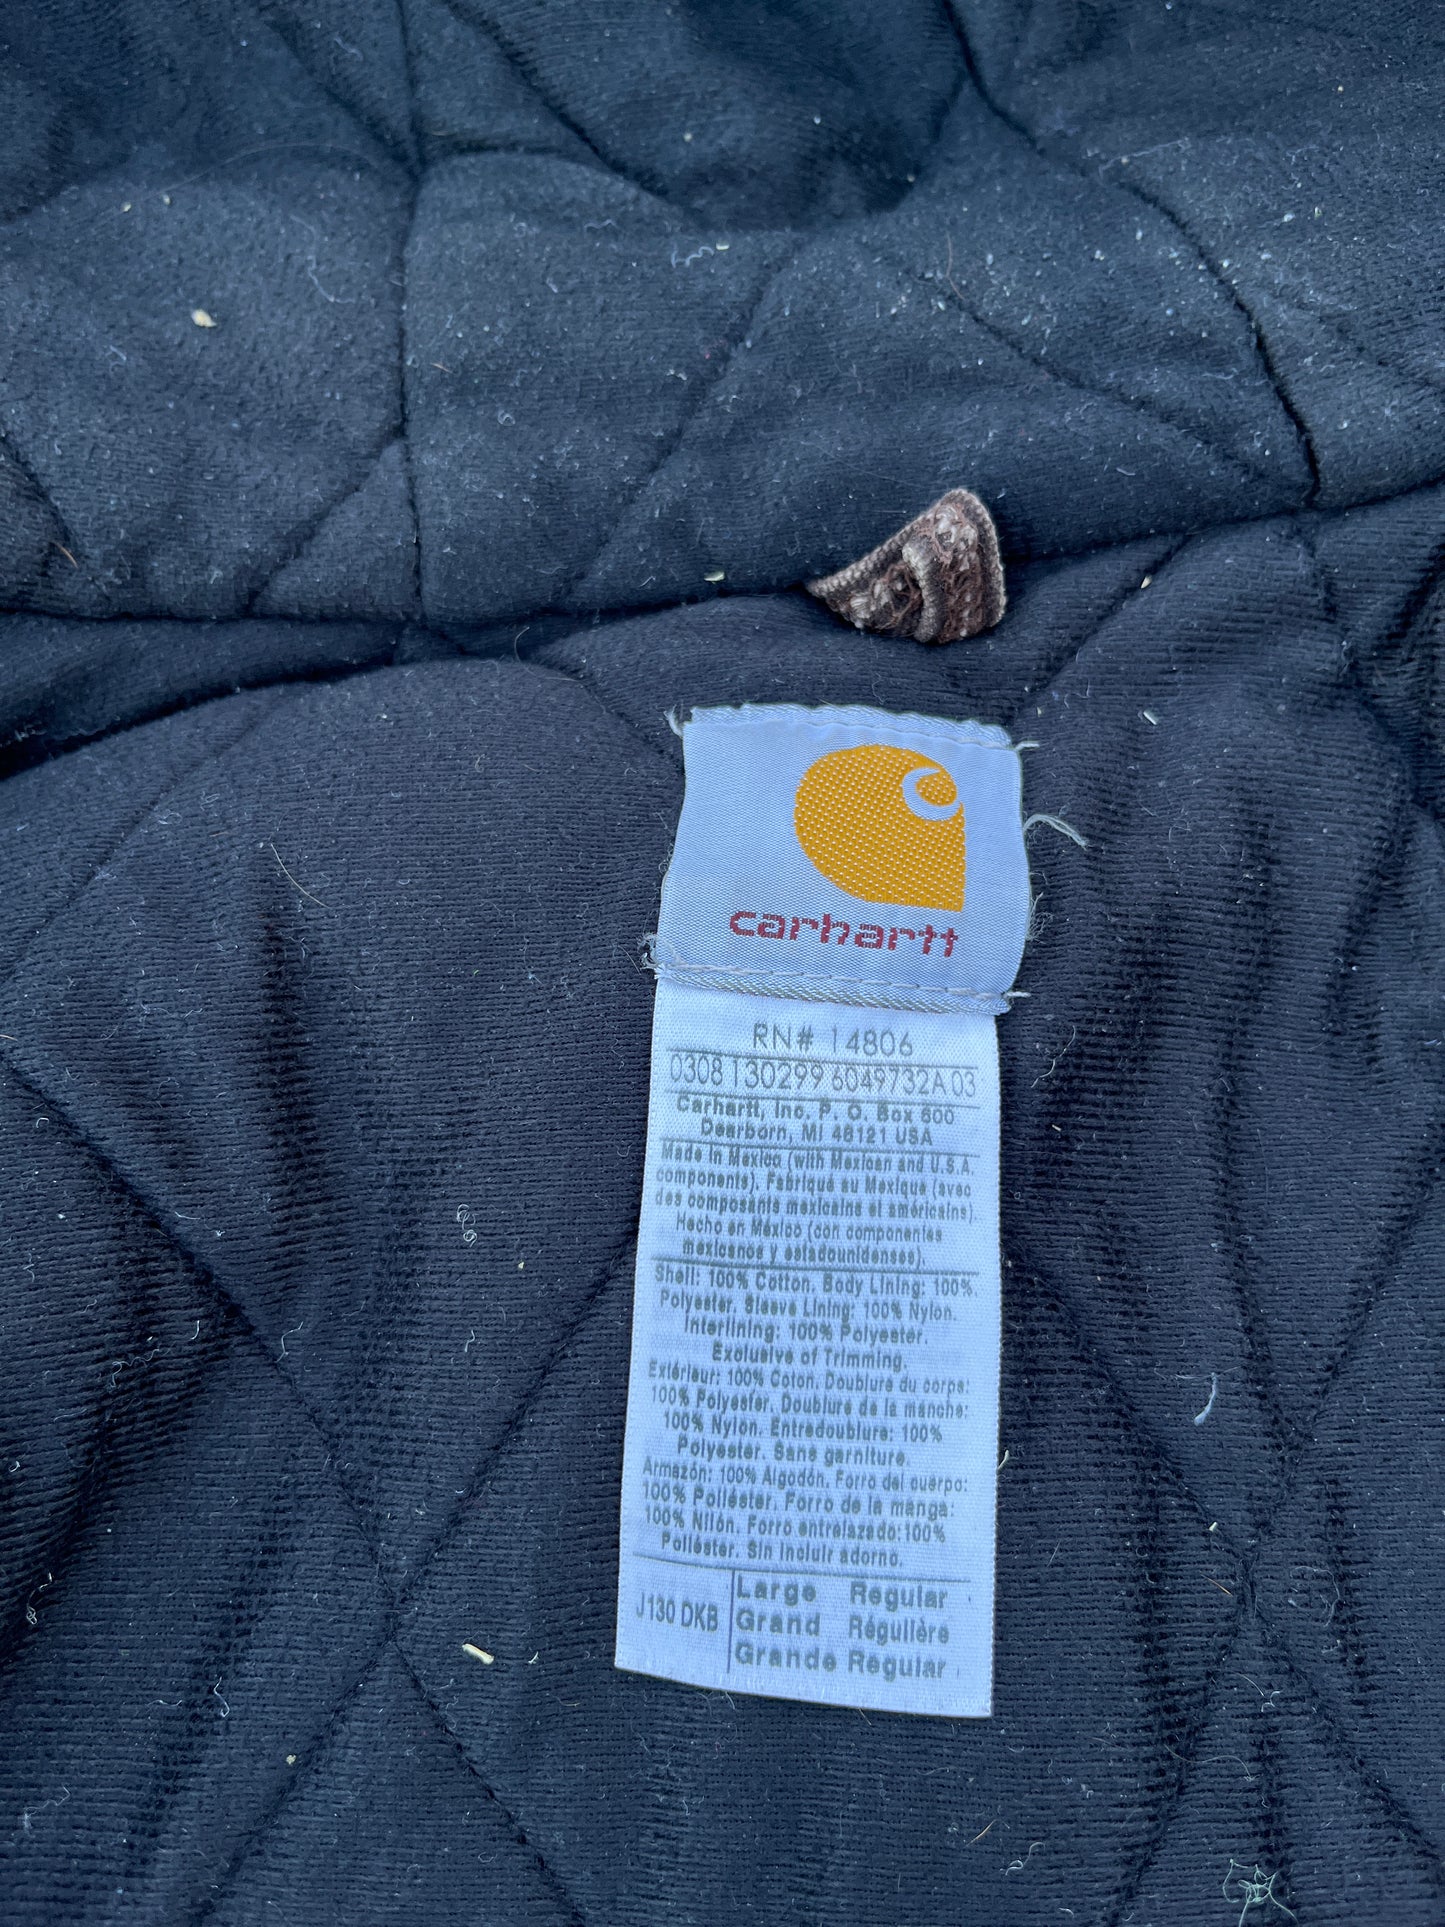 carhartt
RN# 14806
0308 130299 6049732A 03
Carhartt, Inc. P. O. Box 600
Dearborn, MI 48121 USA
Made in Mexico (with Mexican and U.S.A.
components). Fabriqué au Mexique (avec
des composants mexicains et américains).
Hecho en México (con componentes
mexicanos y estadounidenses).
Shell: 100% Cotton. Body Lining: 100%
Polyester. Sleeve Lining: 100% Nylon.
Interlining: 100% Polyester.
Exclusive of Trimming.
Extérieur: 100% Coton. Doublure du corps:
100% Polyester. Doublure de la manche:
100% Nylon. Entredoublure: 100%
Polyester. Sans garniture.
Armazón: 100% Algodón. Forro del cuerpo:
100% Poliéster. Forro de la manga:
100% Nilón. Forro entrelazado: 100%
Poliéster. Sin incluir adorno.
J130 DKB
Large Regular
Grand Régulière
Grande Regular